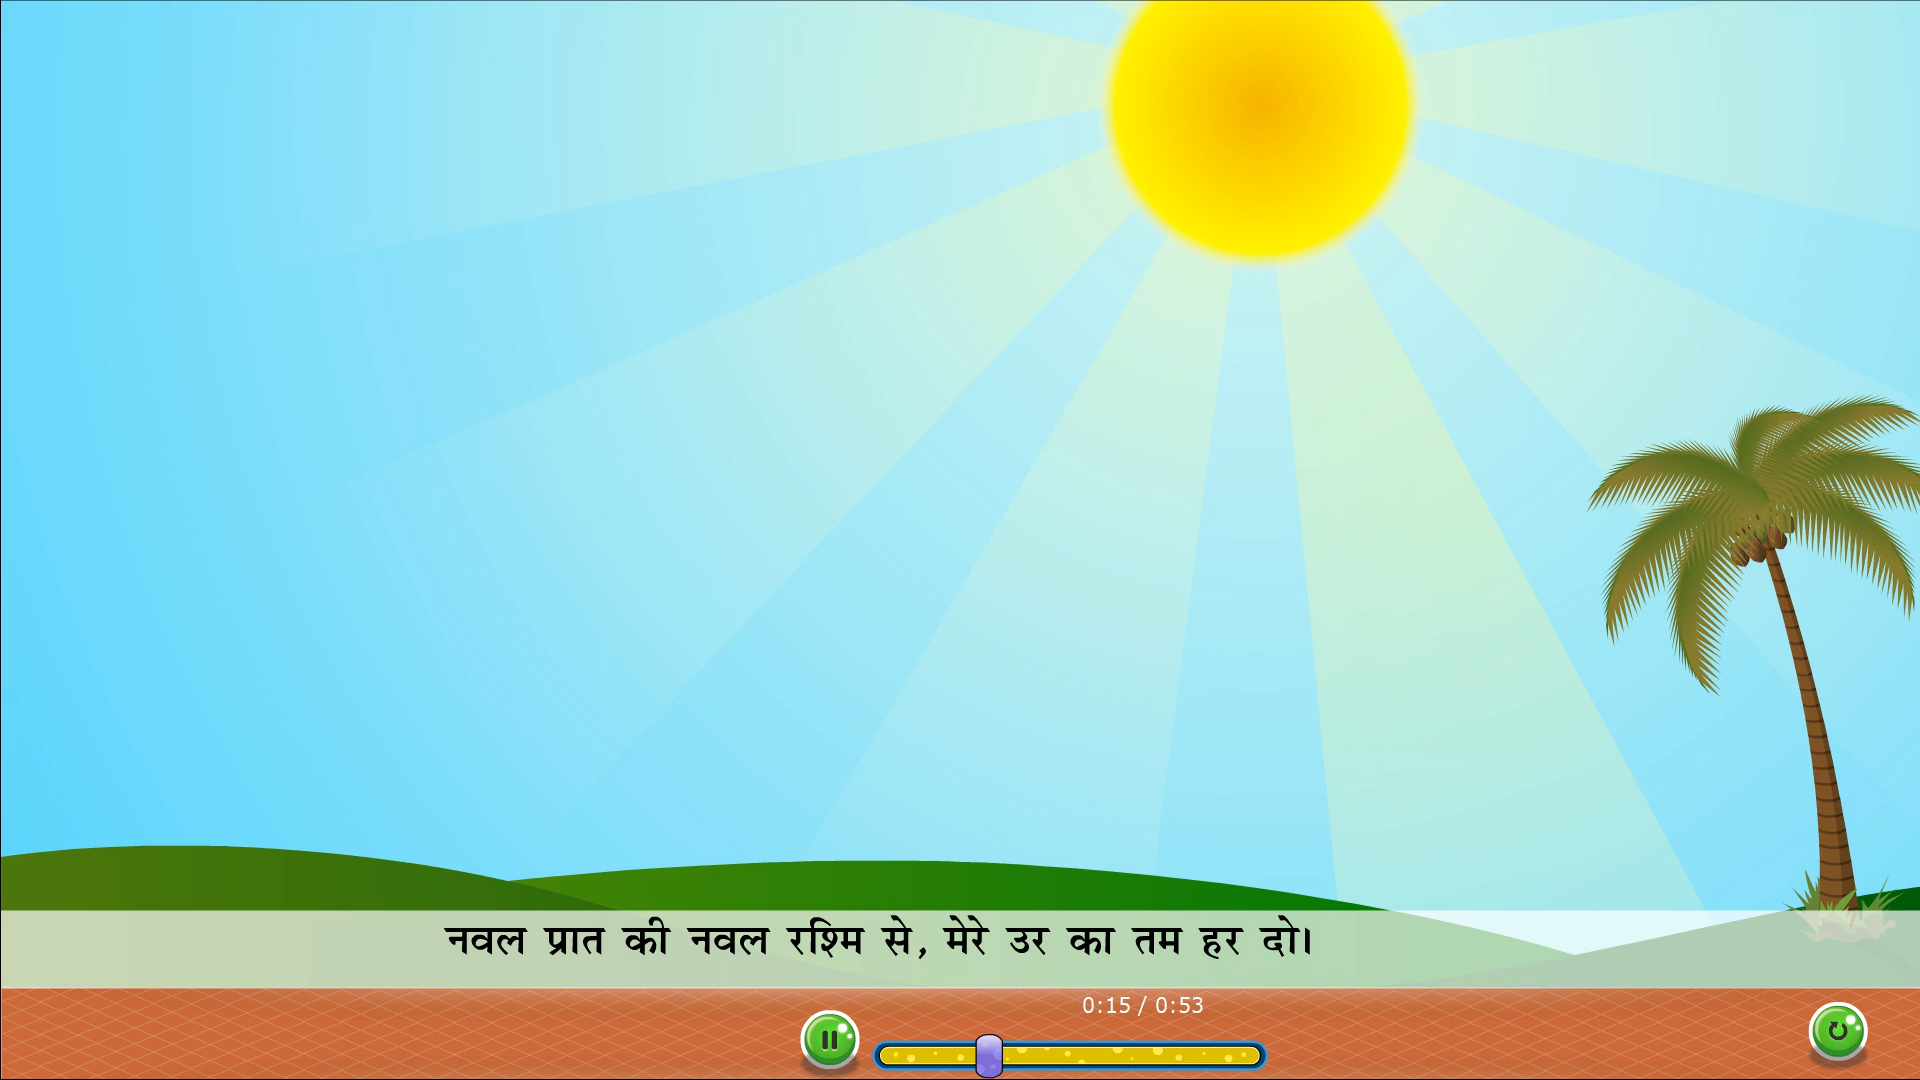 नवल प्रात की नवल रश्मि से, मेरे उर का तम हर दो।
0:15 / 0:53